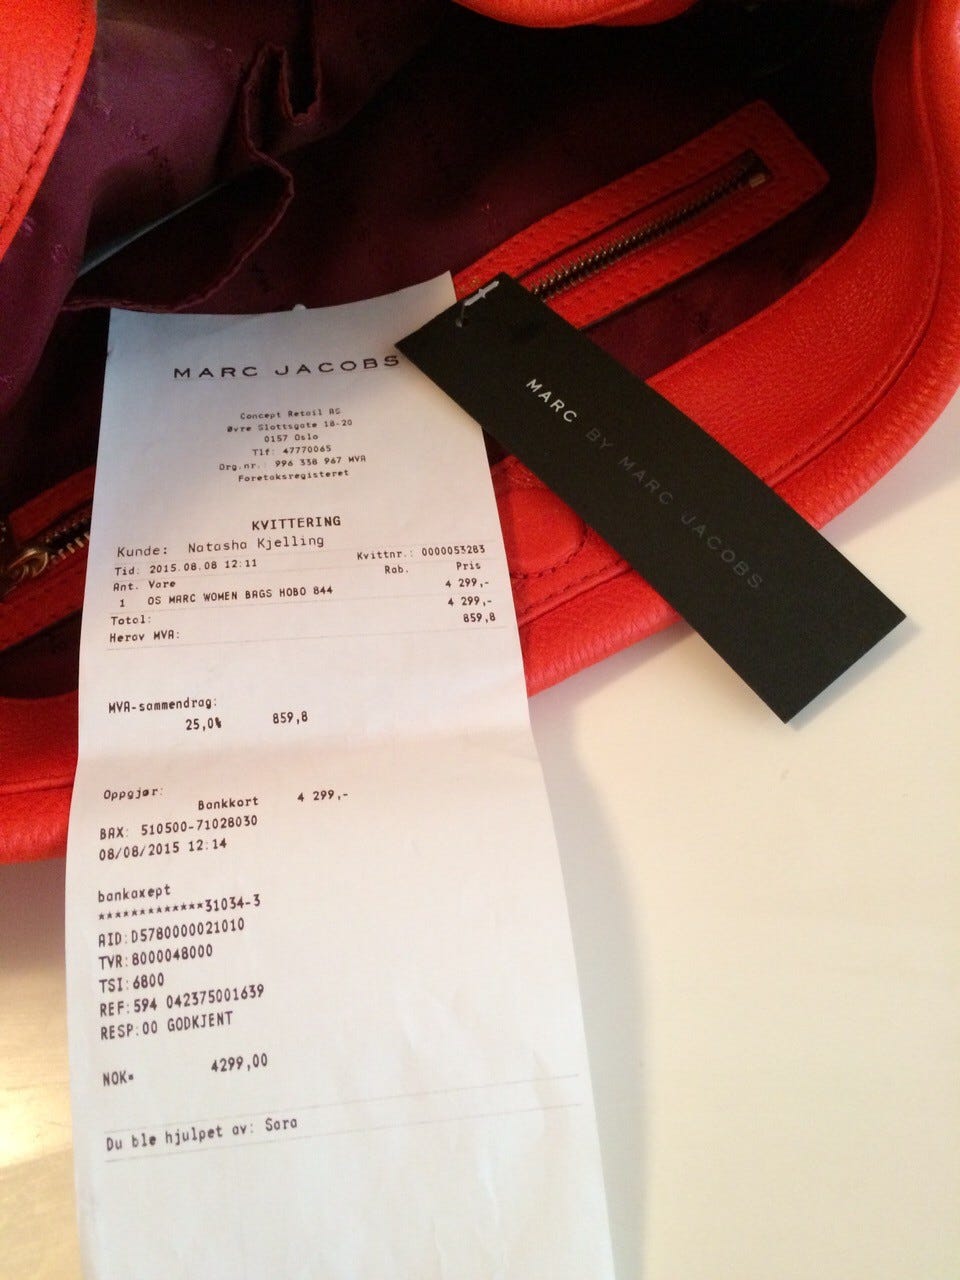 MARC JACOBS
Concept Retail AS
Øvre Slottsgate 18-20
0157 Oslo
Tlf: 47770065
Org.nr.: 996 338 967 MVA
Foretaksregisteret
KVITTERING
Kunde: Natasha Kjelling
Tid: 2015.08.08 12:11 Kvittnr.: 0000053283
Ant. Vare Rab. Pris
1 OS MARC WOMEN BAGS HOBO 844 4 299,-
Total: 4 299,-
Herav MVA: 859,8
MVA-sammendrag:
25,0% 859,8
Oppgjør:
Bankkort 4 299,-
BAX: 510500-71028030
08/08/2015 12:14
bankaxept
*************31034-3
AID:D5780000021010
TVR:8000048000
TSI:6800
REF:594 042375001639
RESP:00 GODKJENT
NOK= 4299,00
Du ble hjulpet av: Sara
MARC BY MARC JACOBS